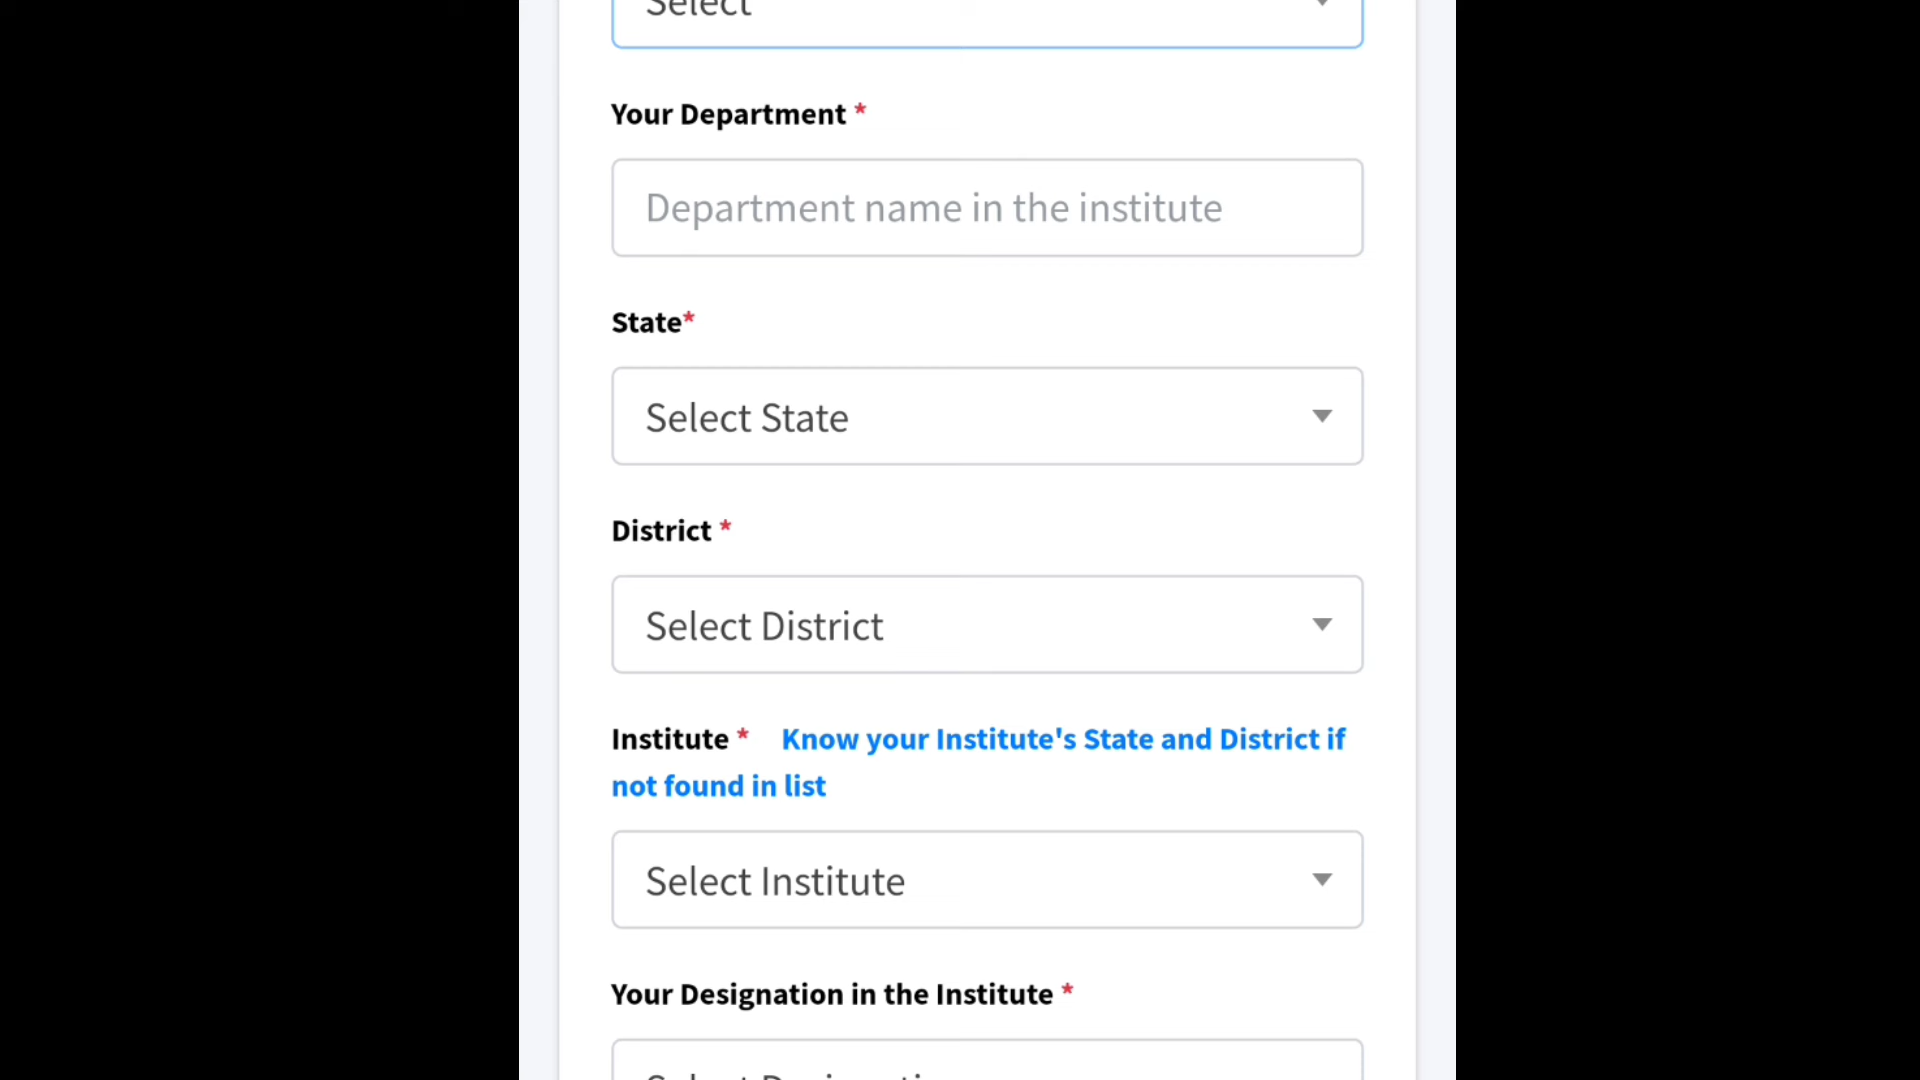 Select
Your Department *
Department name in the institute
State*
Select State
District *
Select District
Institute * Know your Institute's State and District if
not found in list
Select Institute
Your Designation in the Institute *